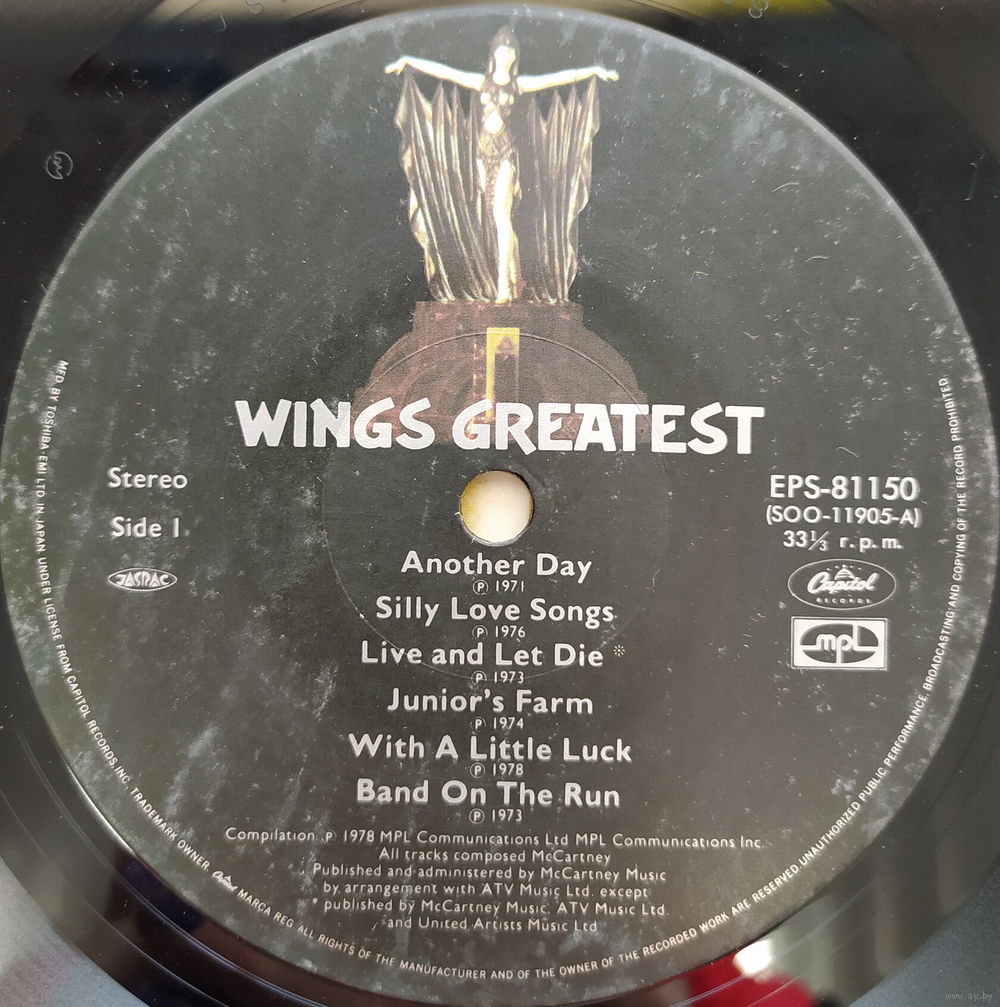 WINGS GREATEST
Stereo
Side 1
JASRAC
EPS-81150
(SOO-11905-A)
33⅓ r.p.m.
Capitol
RECORDS
mpl
Another Day
℗ 1971
Silly Love Songs
℗ 1976
Live and Let Die *
℗ 1973
Junior's Farm
℗ 1974
With A Little Luck
℗ 1978
Band On The Run
℗ 1973
Compilation ℗ 1978 MPL Communications Ltd MPL Communications Inc.
All tracks composed McCartney
Published and administered by McCartney Music
by arrangement with ATV Music Ltd. except
* published by McCartney Music, ATV Music Ltd.
and United Artists Music Ltd.
MFD BY TOSHIBA-EMI LTD. IN JAPAN UNDER LICENSE FROM CAPITOL RECORDS, INC. TRADEMARK OWNER. Capitol MARCA REG ALL RIGHTS OF THE MANUFACTURER AND OF THE OWNER OF THE RECORDED WORK ARE RESERVED. UNAUTHORIZED PUBLIC PERFORMANCE, BROADCASTING AND COPYING OF THE RECORD PROHIBITED.
www.ay.by